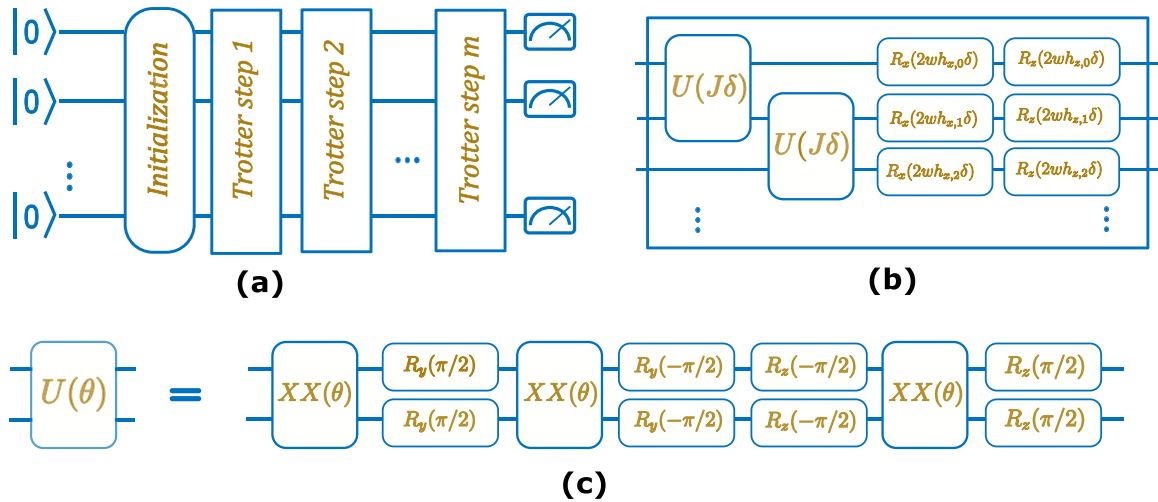 |0⟩
|0⟩
⋮
|0⟩
Initialization
Trotter step 1
Trotter step 2
...
Trotter step m
(a)
U(Jδ)
U(Jδ)
R_x(2wh_{x,0}δ) R_z(2wh_{z,0}δ)
R_x(2wh_{x,1}δ) R_z(2wh_{z,1}δ)
R_x(2wh_{x,2}δ) R_z(2wh_{z,2}δ)
⋮ ⋮
(b)
U(θ) = XX(θ) R_y(π/2) XX(θ) R_y(−π/2) R_z(−π/2) XX(θ) R_z(π/2)
R_y(π/2) R_y(−π/2) R_z(−π/2) R_z(π/2)
(c)